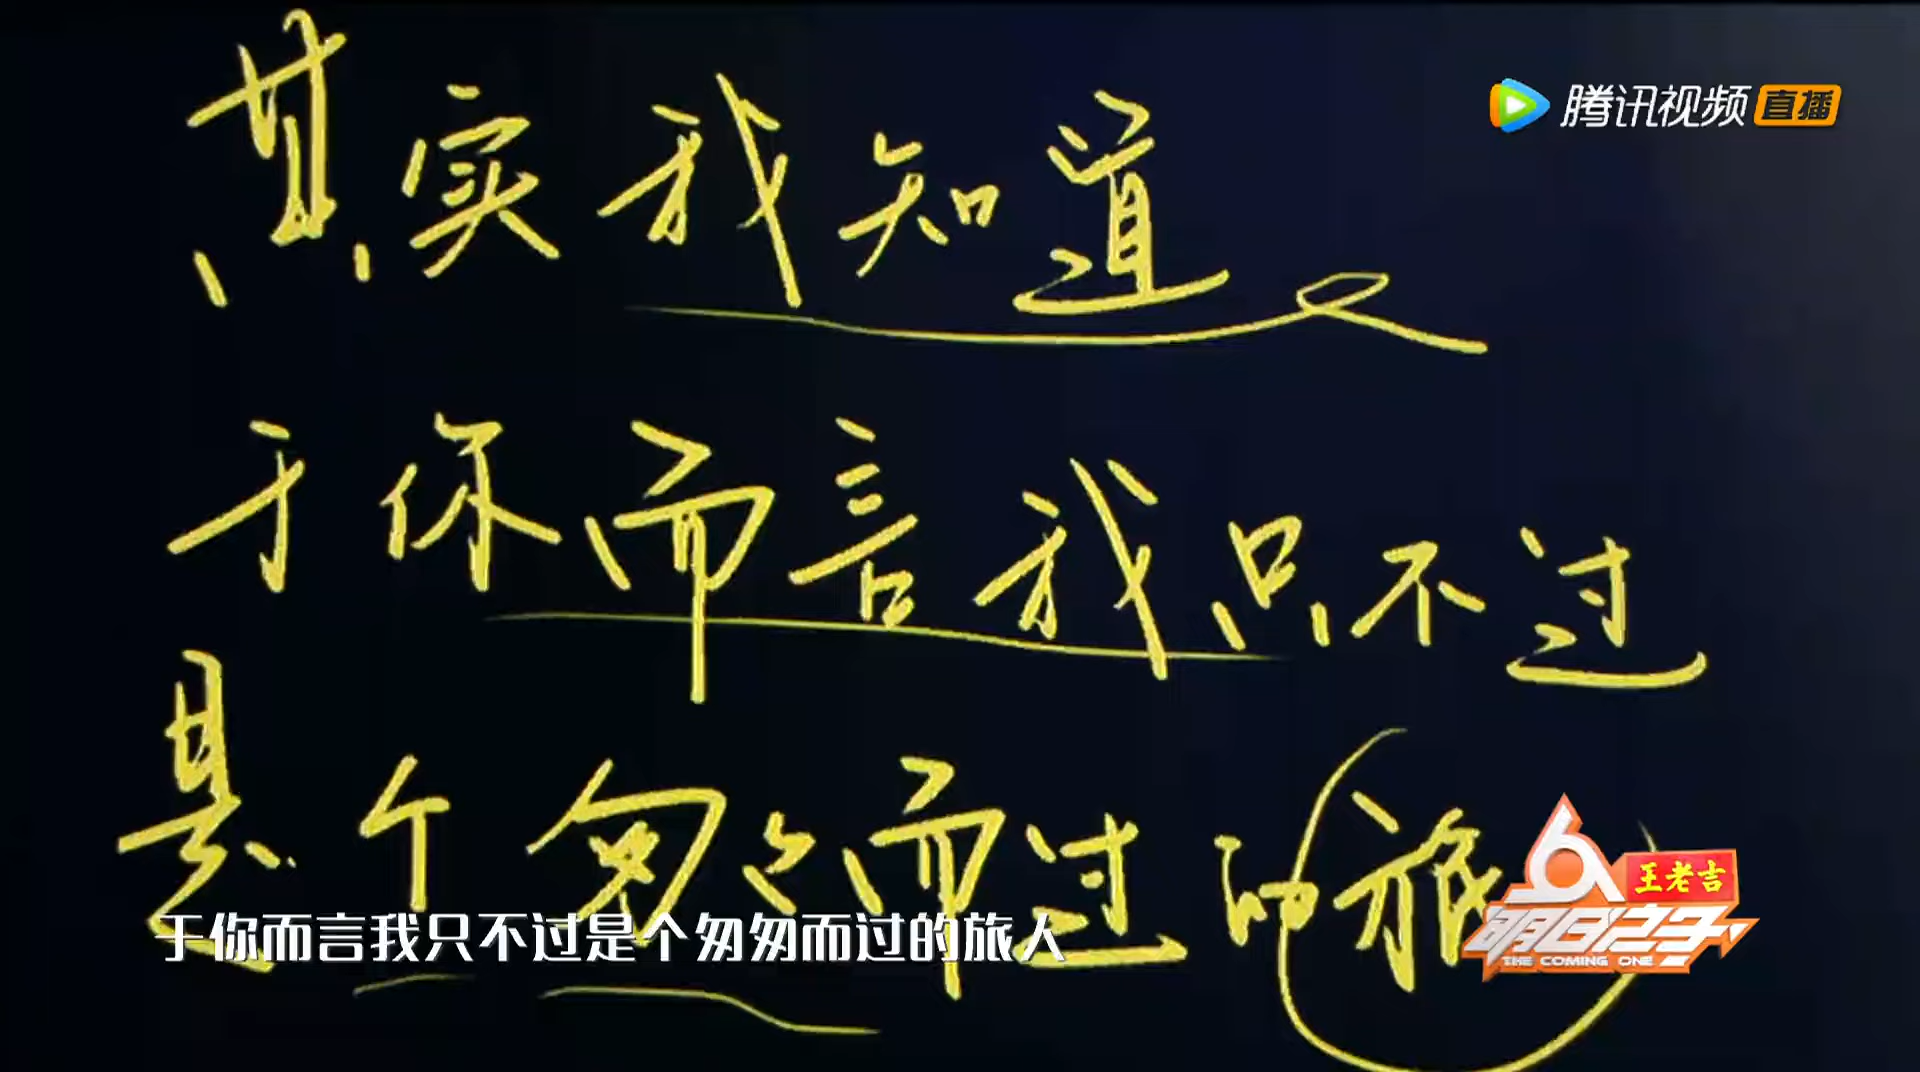 其实我知道
腾讯视频 直播
于你而言我只不过
是个匆々而过的旅
于你而言我只不过是个匆匆而过的旅人
王老吉
明日之子
THE COMING ONE